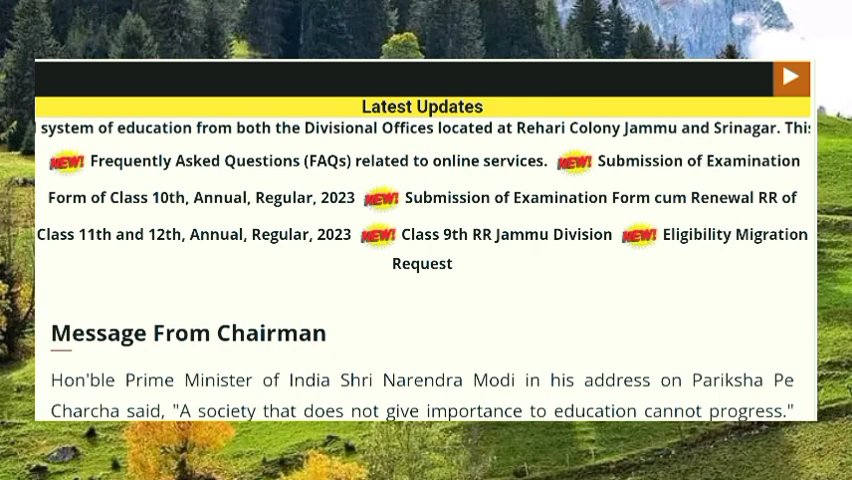 Latest Updates
system of education from both the Divisional Offices located at Rehari Colony Jammu and Srinagar. This
NEW! Frequently Asked Questions (FAQs) related to online services. NEW! Submission of Examination
Form of Class 10th, Annual, Regular, 2023 NEW! Submission of Examination Form cum Renewal RR of
Class 11th and 12th, Annual, Regular, 2023 NEW! Class 9th RR Jammu Division NEW! Eligibility Migration
Request
Message From Chairman
Hon'ble Prime Minister of India Shri Narendra Modi in his address on Pariksha Pe
Charcha said, "A society that does not give importance to education cannot progress."